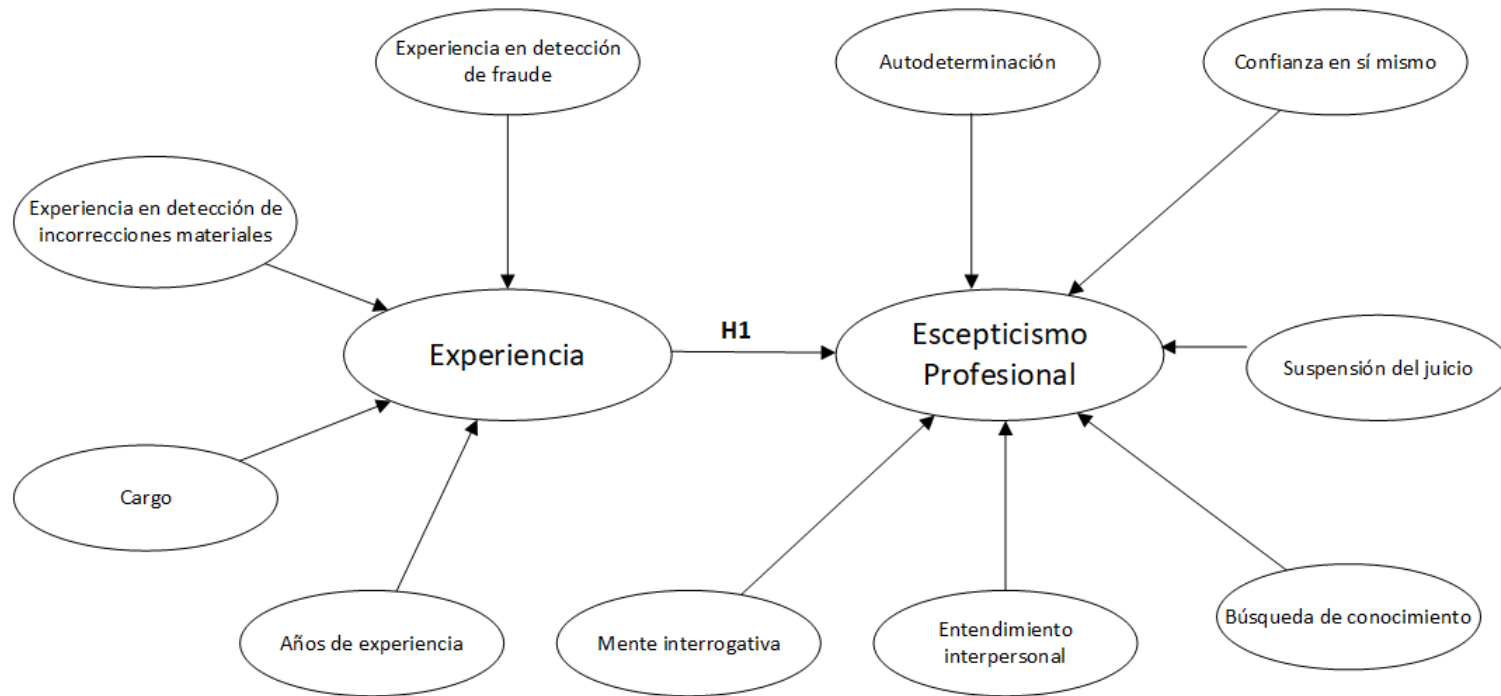 Experiencia en detección
de fraude
Autodeterminación
Confianza en sí mismo
Experiencia en detección de
incorrecciones materiales
H1
Experiencia
Escepticismo
Profesional
Suspensión del juicio
Cargo
Años de experiencia
Mente interrogativa
Entendimiento
interpersonal
Búsqueda de conocimiento